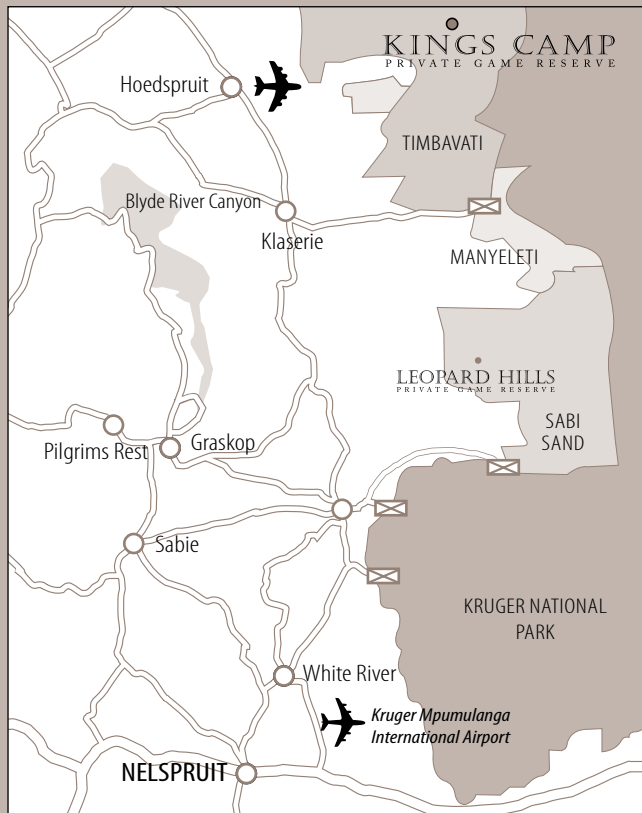 KINGS CAMP
PRIVATE GAME RESERVE
Hoedspruit
TIMBAVATI
Blyde River Canyon
Klaserie
MANYELETI
LEOPARD HILLS
PRIVATE GAME RESERVE
SABI
SAND
Pilgrims Rest
Graskop
Sabie
KRUGER NATIONAL
PARK
White River
Kruger Mpumulanga
International Airport
NELSPRUIT